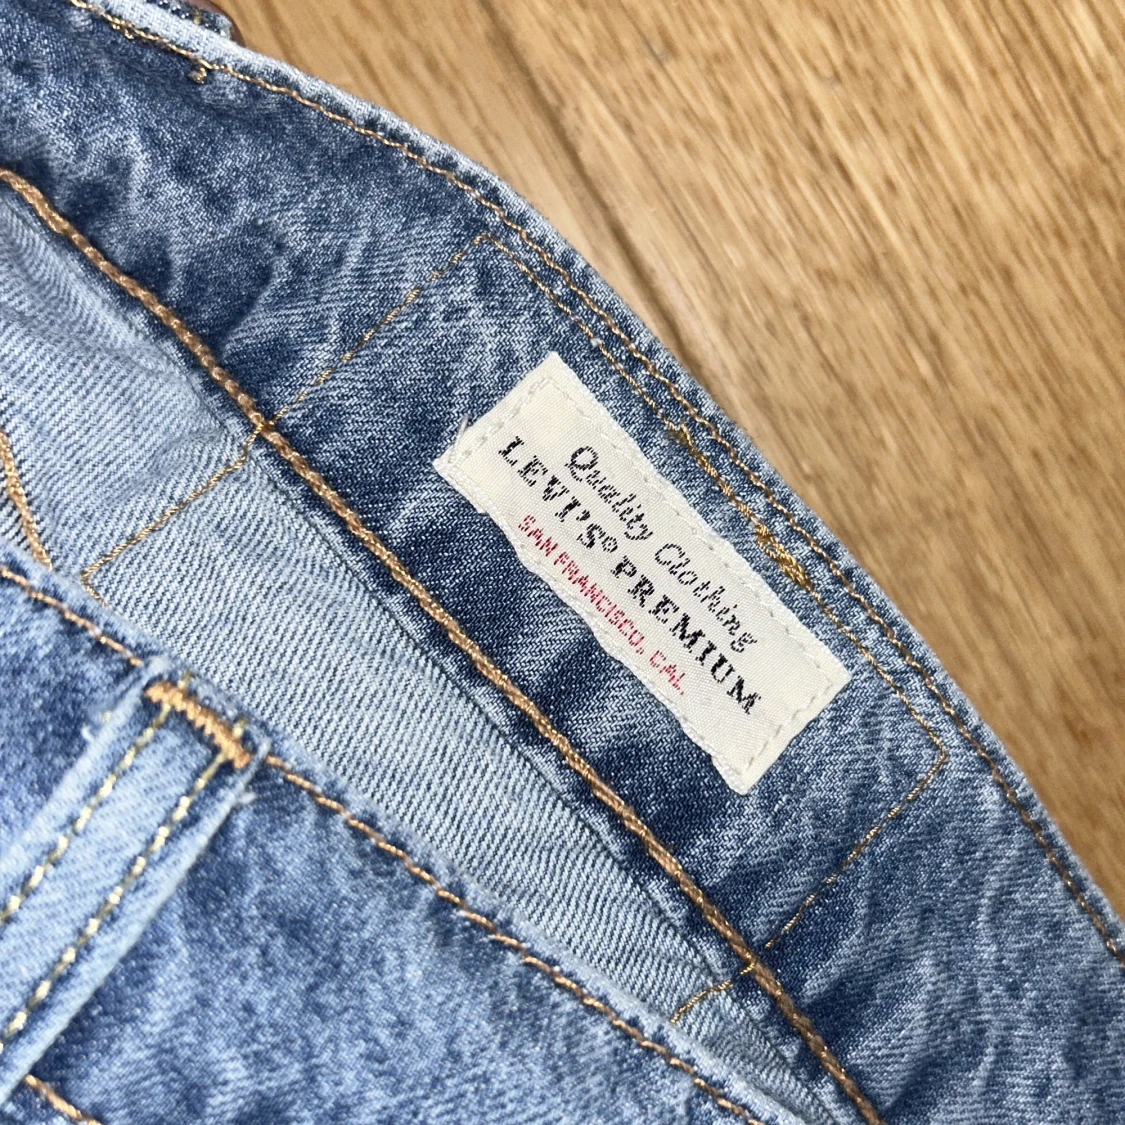 Quality Clothing
LEVI'S® PREMIUM
SAN FRANCISCO, CAL.